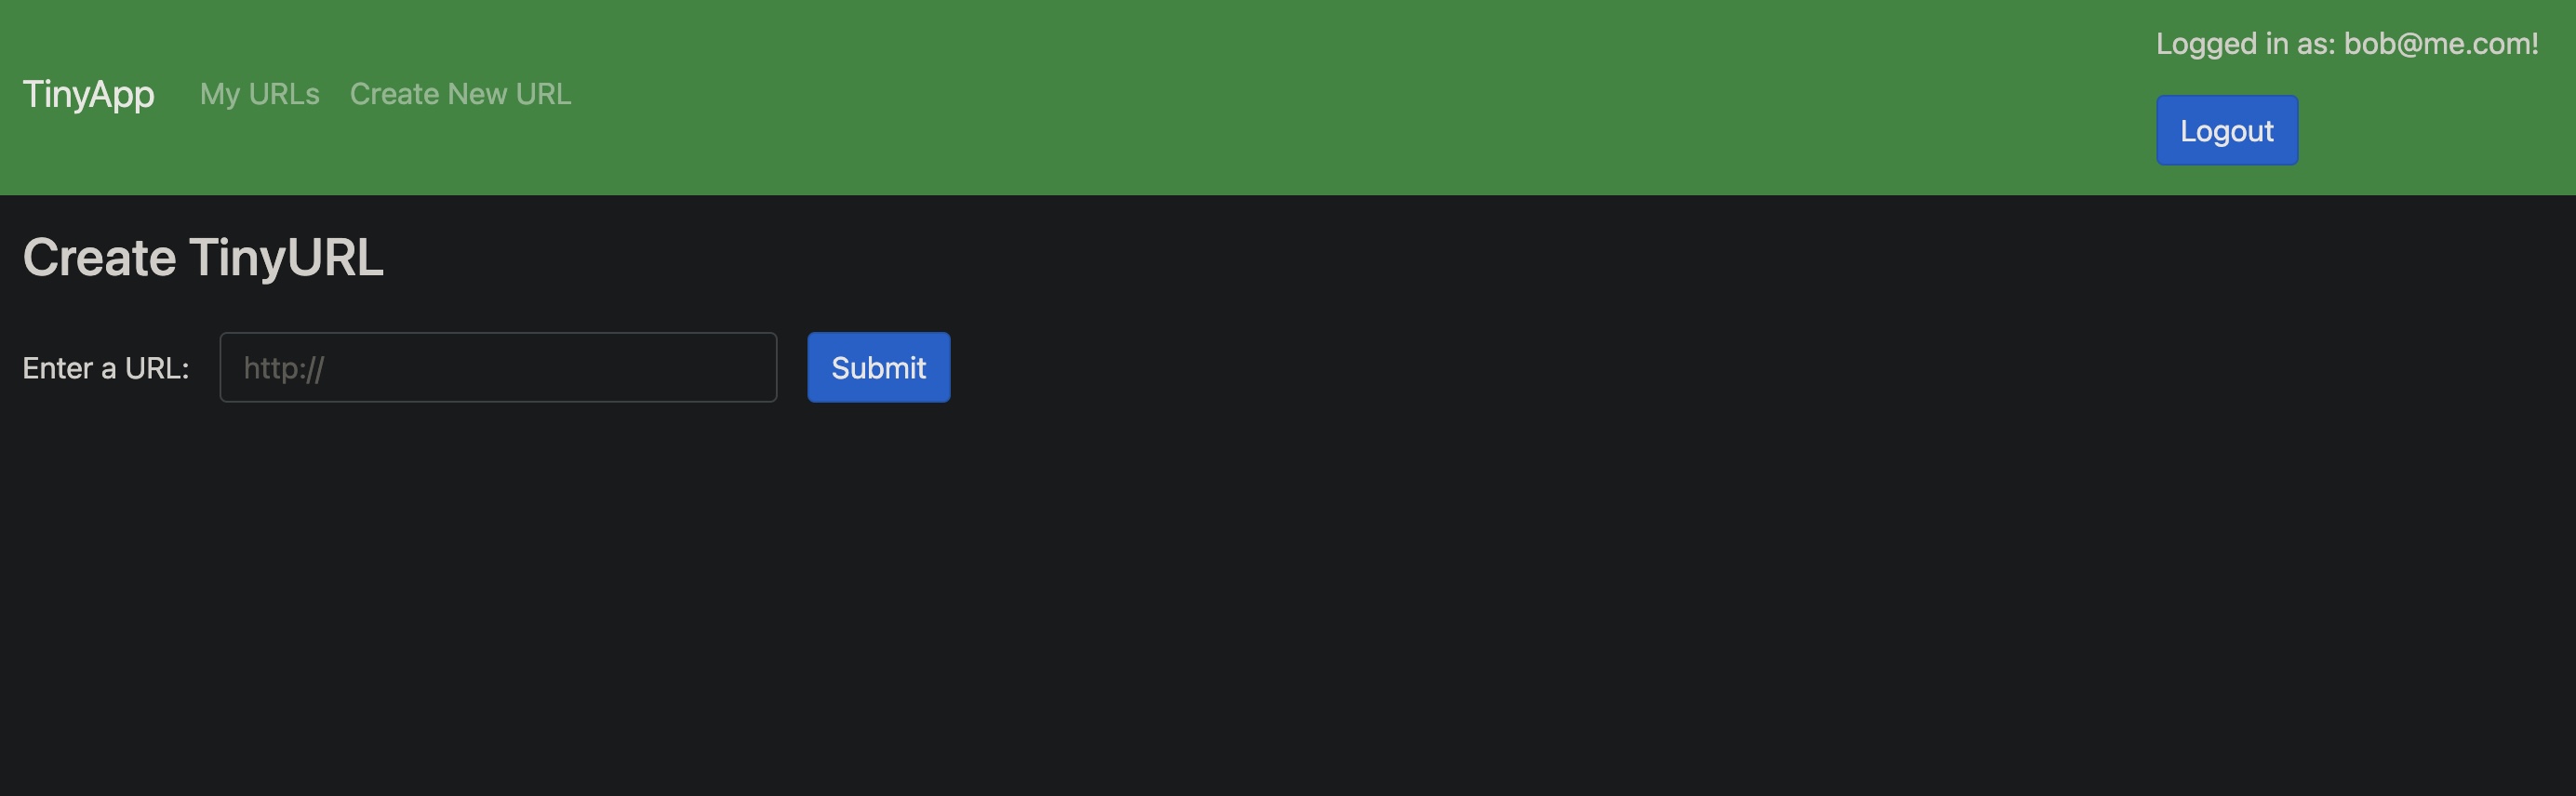 Logged in as: bob@me.com!
TinyApp My URLs Create New URL
Logout
Create TinyURL
Enter a URL: http:// Submit